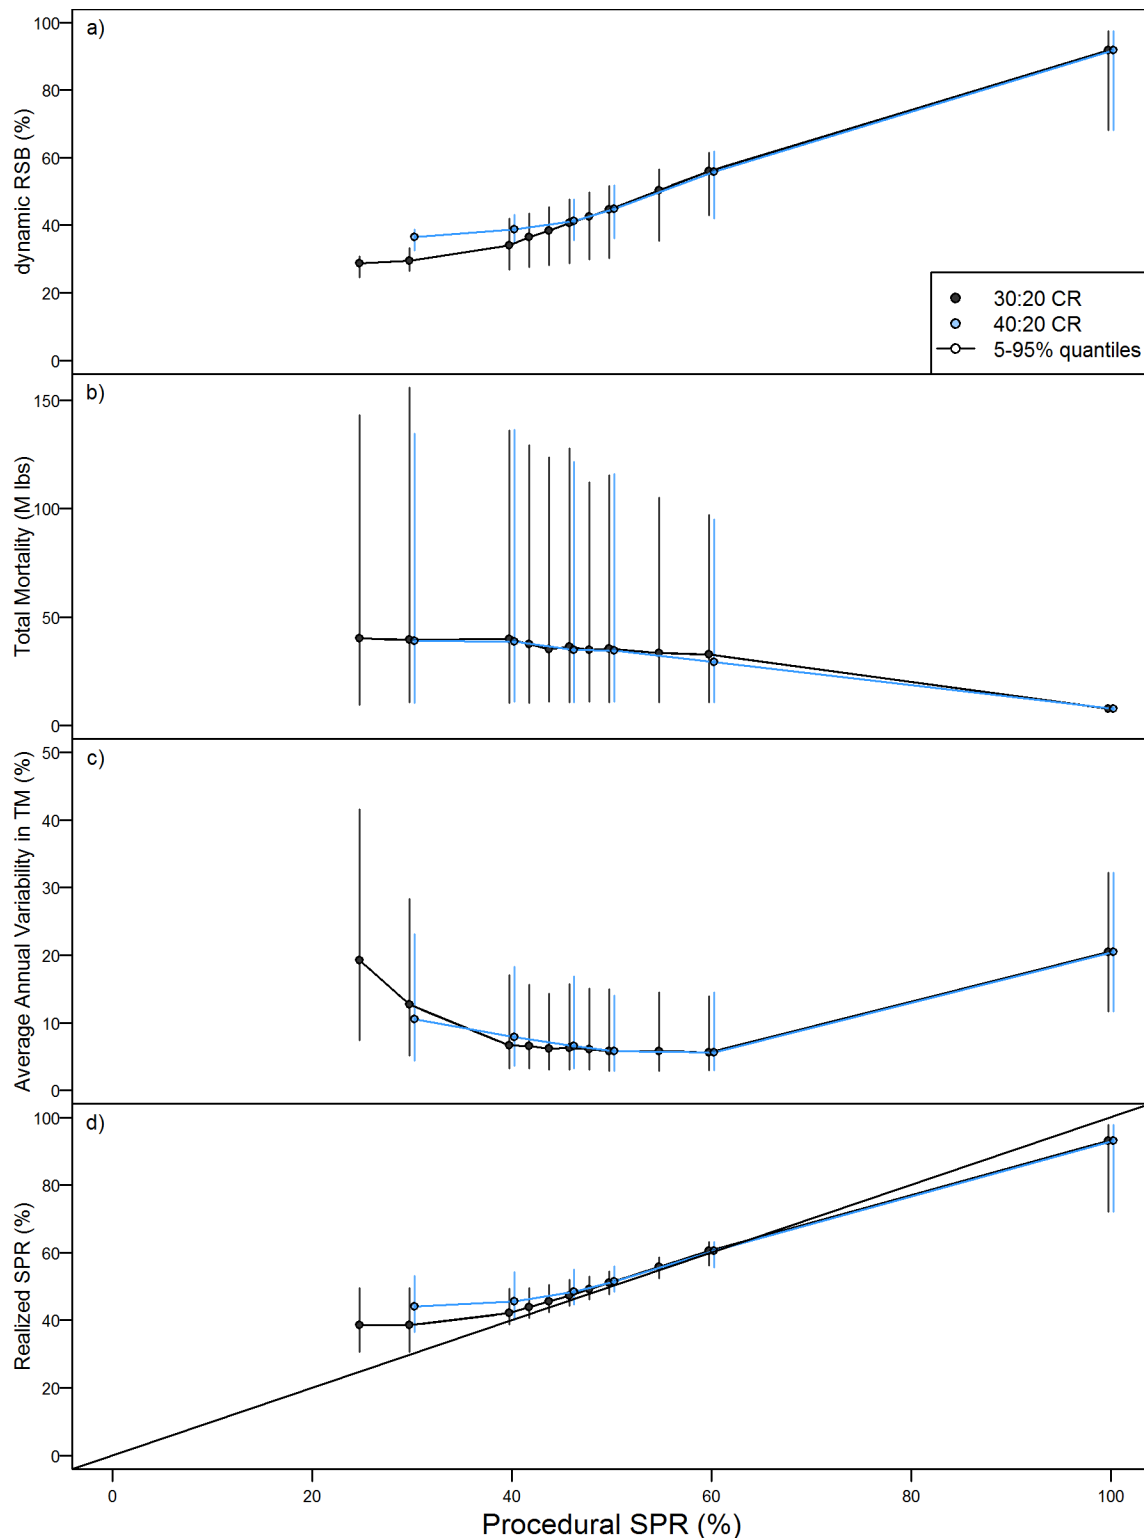 a)
dynamic RSB (%)
100
80
60
40
20
0
30:20 CR
40:20 CR
5-95% quantiles
b)
Total Mortality (M lbs)
150
100
50
0
c)
Average Annual Variability in TM (%)
50
40
30
20
10
0
d)
Realized SPR (%)
100
80
60
40
20
0
0 20 40 60 80 100
Procedural SPR (%)